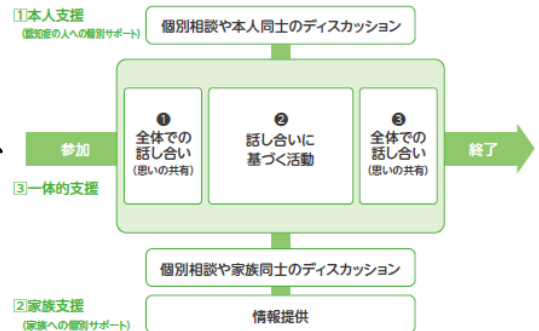 1本人支援
(認知症の人への個別サポート)
個別相談や本人同士のディスカッション
参加
❶
全体での
話し合い
(思いの共有)
❷
話し合いに
基づく活動
❸
全体での
話し合い
(思いの共有)
終了
3一体的支援
個別相談や家族同士のディスカッション
2家族支援
(家族への個別サポート)
情報提供